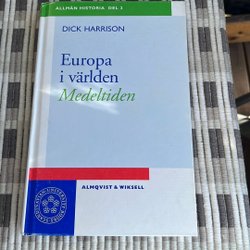 ALLMÄN HISTORIA DEL 2
DICK HARRISON
Europa
i världen
Medeltiden
ALMQVIST & WIKSELL